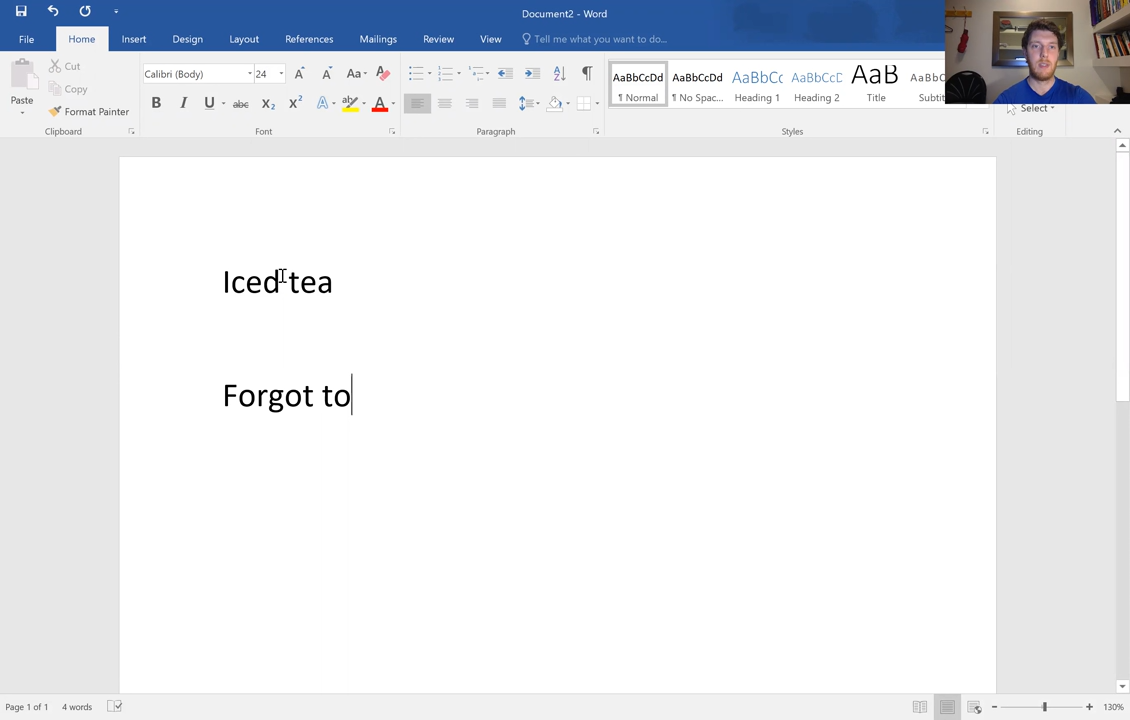 Document2 - Word
File Home Insert Design Layout References Mailings Review View Tell me what you want to do...
Paste
Cut
Copy
Format Painter
Clipboard
Calibri (Body) 24 A A Aa
B I U abc X2 X2 A ab A
Font
Paragraph
AaBbCcDd AaBbCcDd AaBbCc AaBbCcD AaB AaBbC
¶ Normal ¶ No Spac... Heading 1 Heading 2 Title
Styles
Select
Editing
Iced tea
Forgot to
Page 1 of 1 4 words 130%